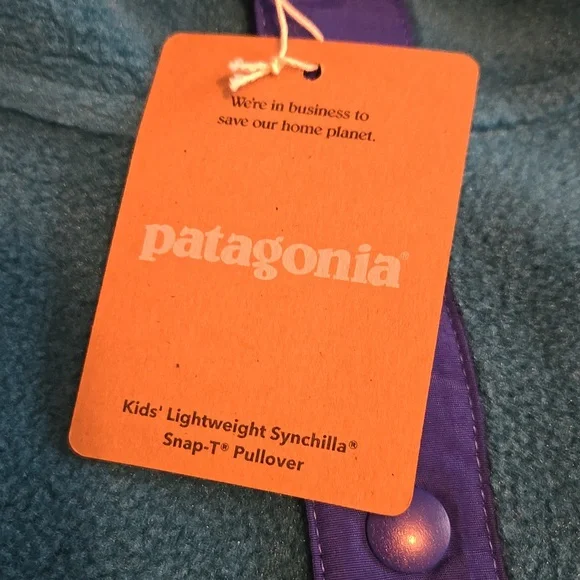 We're in business to
save our home planet.
patagonia®
Kids' Lightweight Synchilla®
Snap-T® Pullover